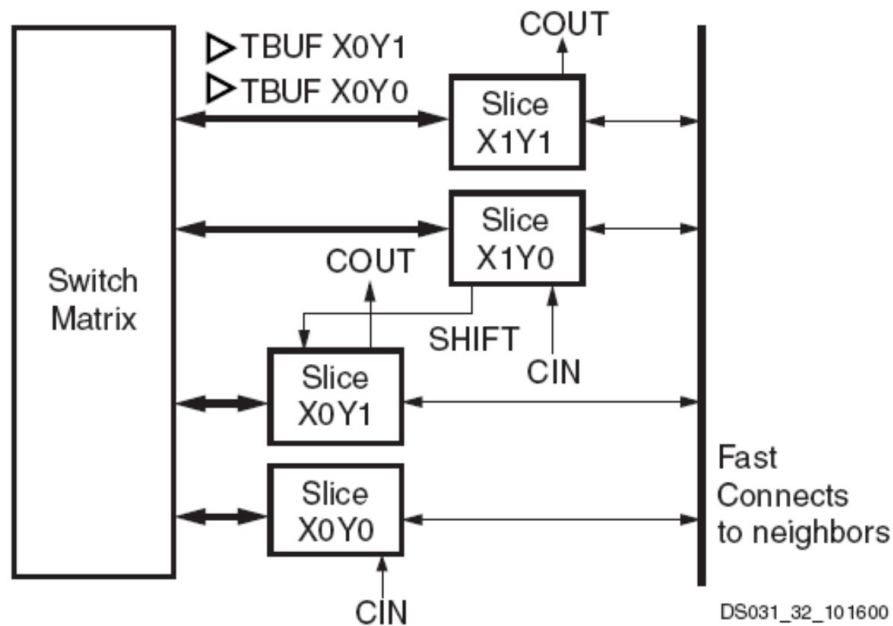 COUT
TBUF X0Y1
TBUF X0Y0
Slice
X1Y1
Slice
X1Y0
COUT
Switch
Matrix
SHIFT
CIN
Slice
X0Y1
Fast
Connects
to neighbors
Slice
X0Y0
CIN
DS031_32_101600